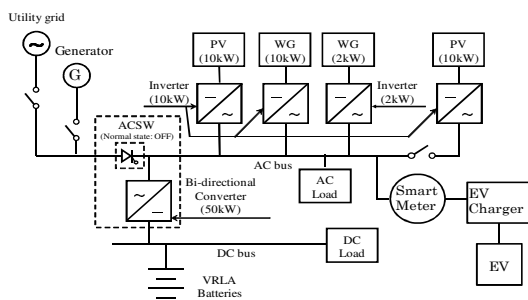 Utility grid
Generator
G
PV
(10kW)
WG
(10kW)
WG
(2kW)
PV
(10kW)
Inverter
(10kW)
Inverter
(2kW)
ACSW
(Normal state: OFF)
AC bus
Bi-directional
Converter
(50kW)
AC
Load
Smart
Meter
EV
Charger
DC bus
DC
Load
EV
VRLA
Batteries